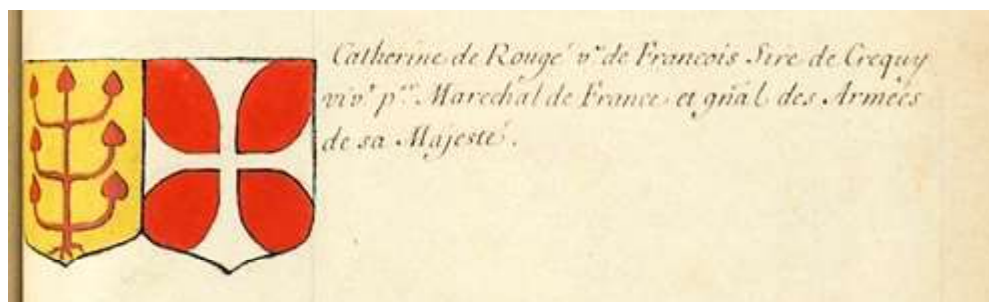 Catherine de Rougé v.ᵉ de Francois Sire de Crequy
viv.ᵗ p.ᵉʳ Marechal de France et gñal des Armées
de sa Majesté.